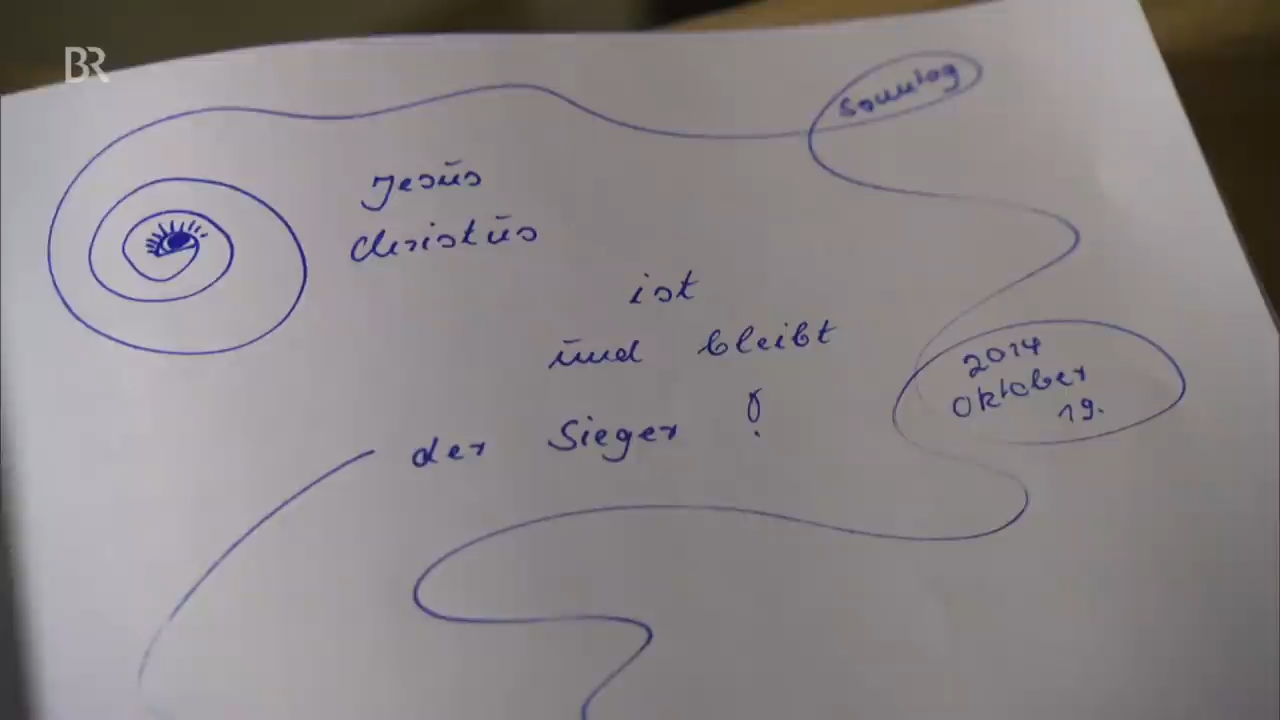 BR
Sonntag
Jesus
Christus
ist
und bleibt
der Sieger !
2014
Oktober
19.